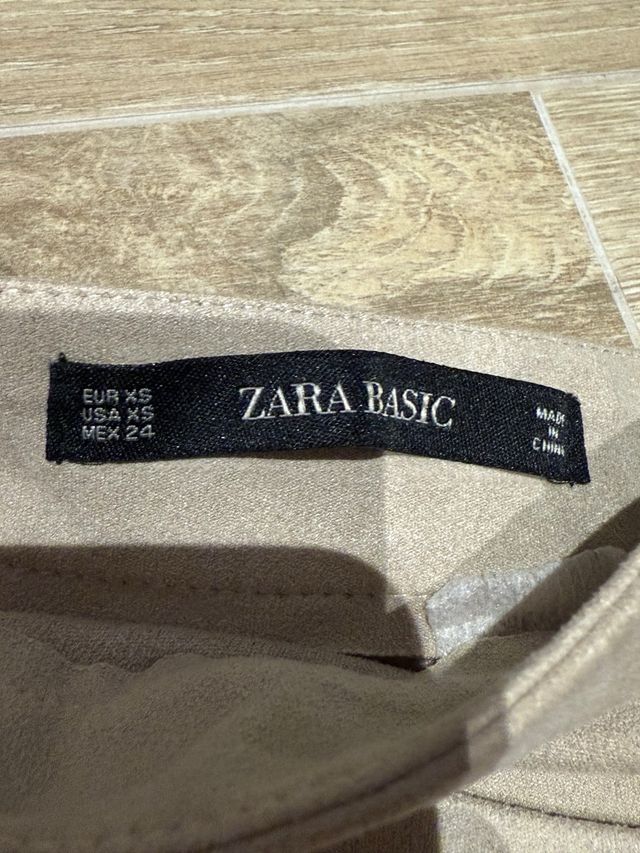 EUR XS
USA XS
MEX 24
ZARA BASIC
MADE
IN
CHINA